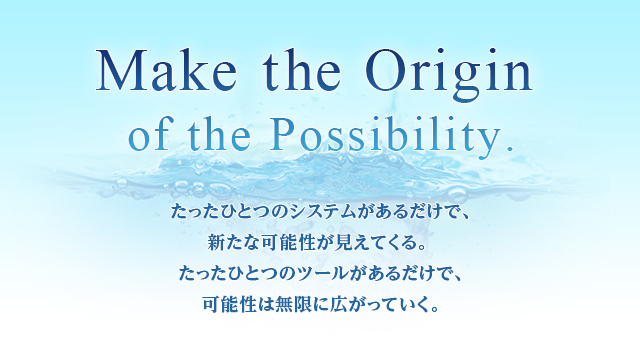 Make the Origin
of the Possibility.
たったひとつのシステムがあるだけで、
新たな可能性が見えてくる。
たったひとつのツールがあるだけで、
可能性は無限に広がっていく。